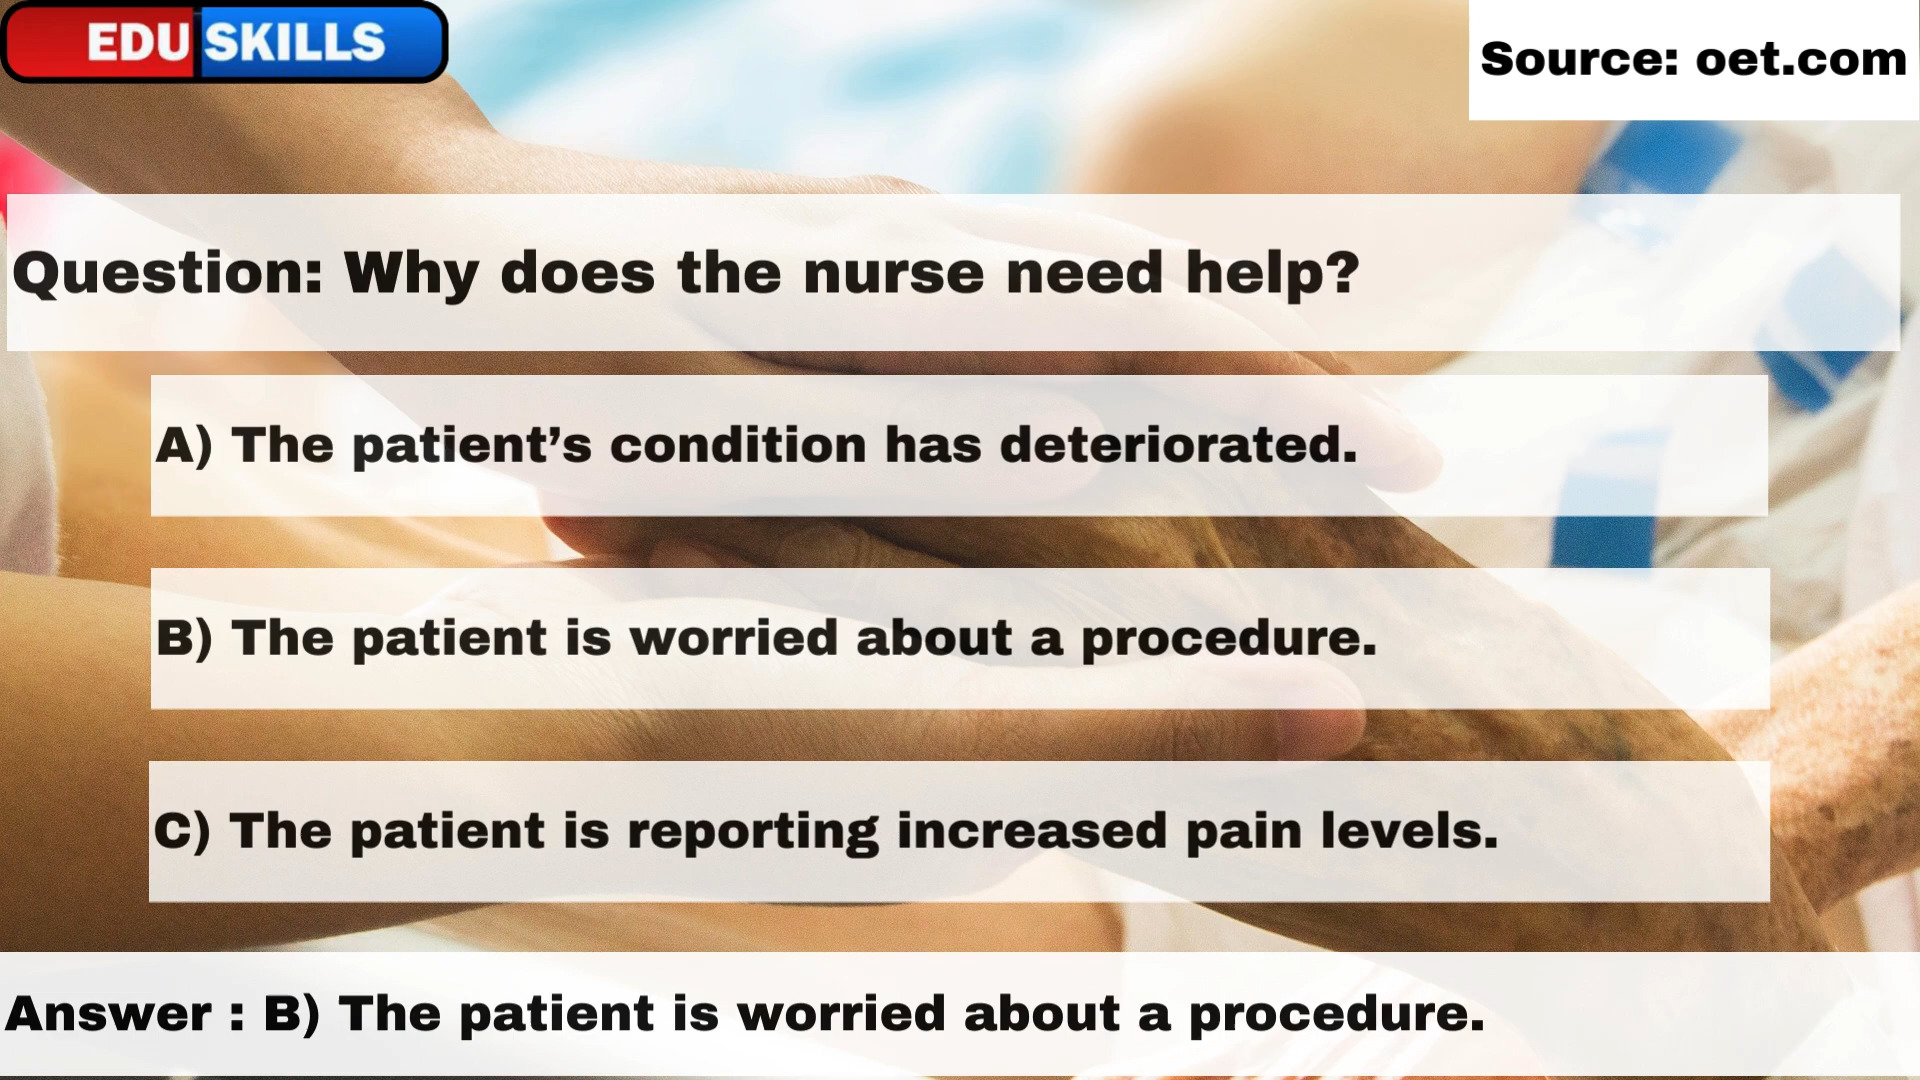 EDU SKILLS
Source: oet.com
Question: Why does the nurse need help?
A) The patient’s condition has deteriorated.
B) The patient is worried about a procedure.
C) The patient is reporting increased pain levels.
Answer : B) The patient is worried about a procedure.